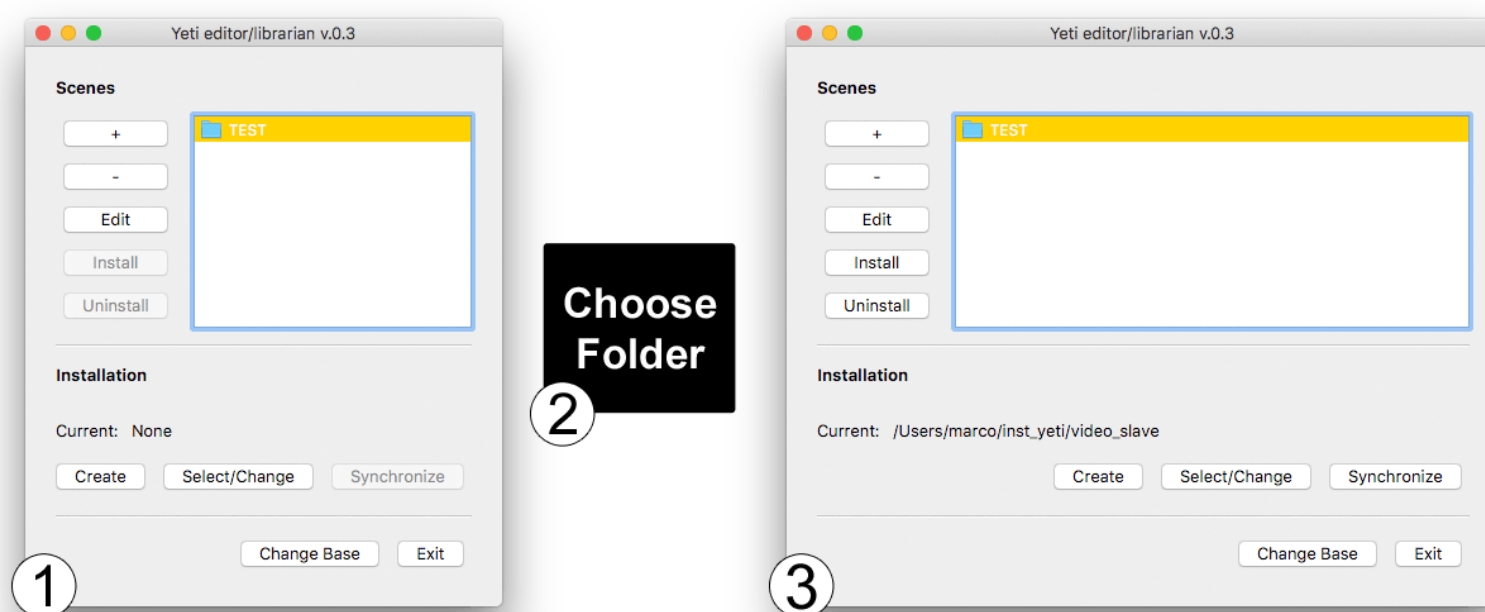 Yeti editor/librarian v.0.3
Scenes
+
TEST
-
Edit
Install
Uninstall
Installation
Current: None
Create Select/Change Synchronize
Change Base Exit
1
Choose
Folder
2
Yeti editor/librarian v.0.3
Scenes
+
TEST
-
Edit
Install
Uninstall
Installation
Current: /Users/marco/inst_yeti/video_slave
Create Select/Change Synchronize
Change Base Exit
3